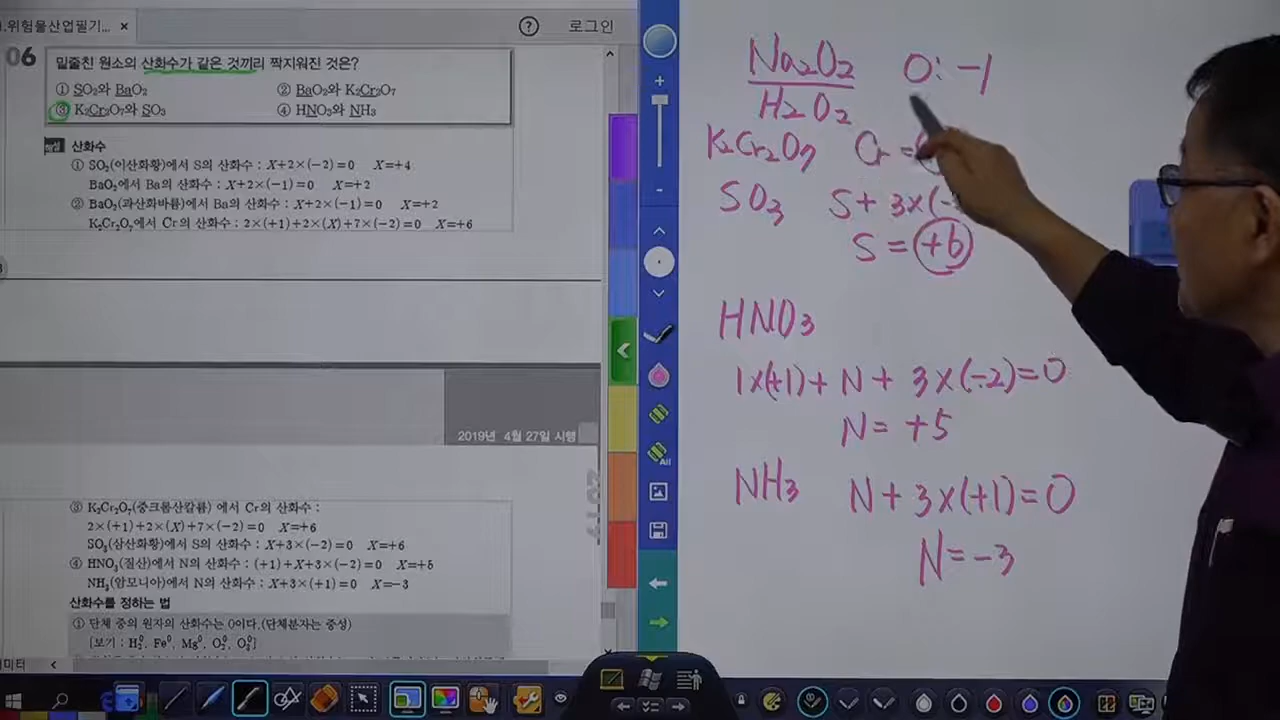 .위험물산업필기... ×
? 로그인
06 밑줄친 원소의 산화수가 같은 것끼리 짝지워진 것은?
① SO₂와 BaO₂ ② BaO₂와 K₂Cr₂O₇
③ K₂Cr₂O₇와 SO₃ ④ HNO₃와 NH₃
해설 산화수
① SO₂(이산화황)에서 S의 산화수 : X+2×(−2)=0 X=+4
BaO₂에서 Ba의 산화수 : X+2×(−1)=0 X=+2
② BaO₂(과산화바륨)에서 Ba의 산화수 : X+2×(−1)=0 X=+2
K₂Cr₂O₇에서 Cr의 산화수 : 2×(+1)+2×(X)+7×(−2)=0 X=+6
2019년 4월 27일 시행
③ K₂Cr₂O₇(중크롬산칼륨) 에서 Cr의 산화수 :
2×(+1)+2×(X)+7×(−2)=0 X=+6
SO₃(삼산화황)에서 S의 산화수 : X+3×(−2)=0 X=+6
④ HNO₃(질산)에서 N의 산화수 : (+1)+X+3×(−2)=0 X=+5
NH₃(암모니아)에서 N의 산화수 : X+3×(+1)=0 X=−3
산화수를 정하는 법
① 단체 중의 원자의 산화수는 0이다.(단체분자는 중성)
[보기 : H₂⁰, Fe⁰, Mg⁰, O₂⁰, O₃⁰]
미터
All
Na₂O₂ O: −1
H₂O₂
K₂Cr₂O₇ Cr =
SO₃ S + 3×(−
S = +6
HNO₃
1×(+1) + N + 3×(−2) = 0
N = +5
NH₃ N + 3×(+1) = 0
N = −3